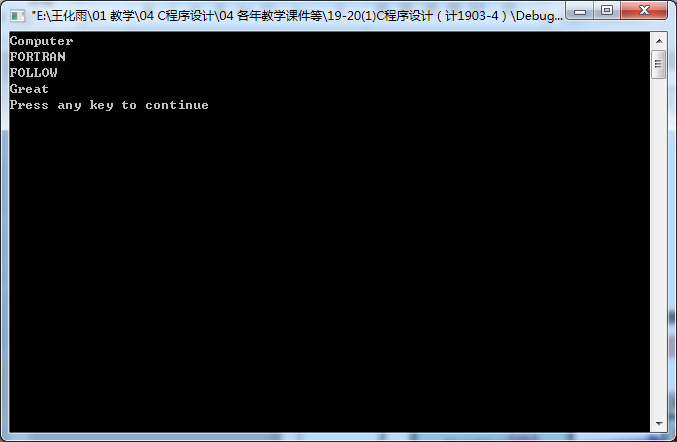 "E:\王化雨\01 教学\04 C程序设计\04 各年教学课件等\19-20(1)C程序设计（计1903-4）\Debug...
Computer
FORTRAN
FOLLOW
Great
Press any key to continue